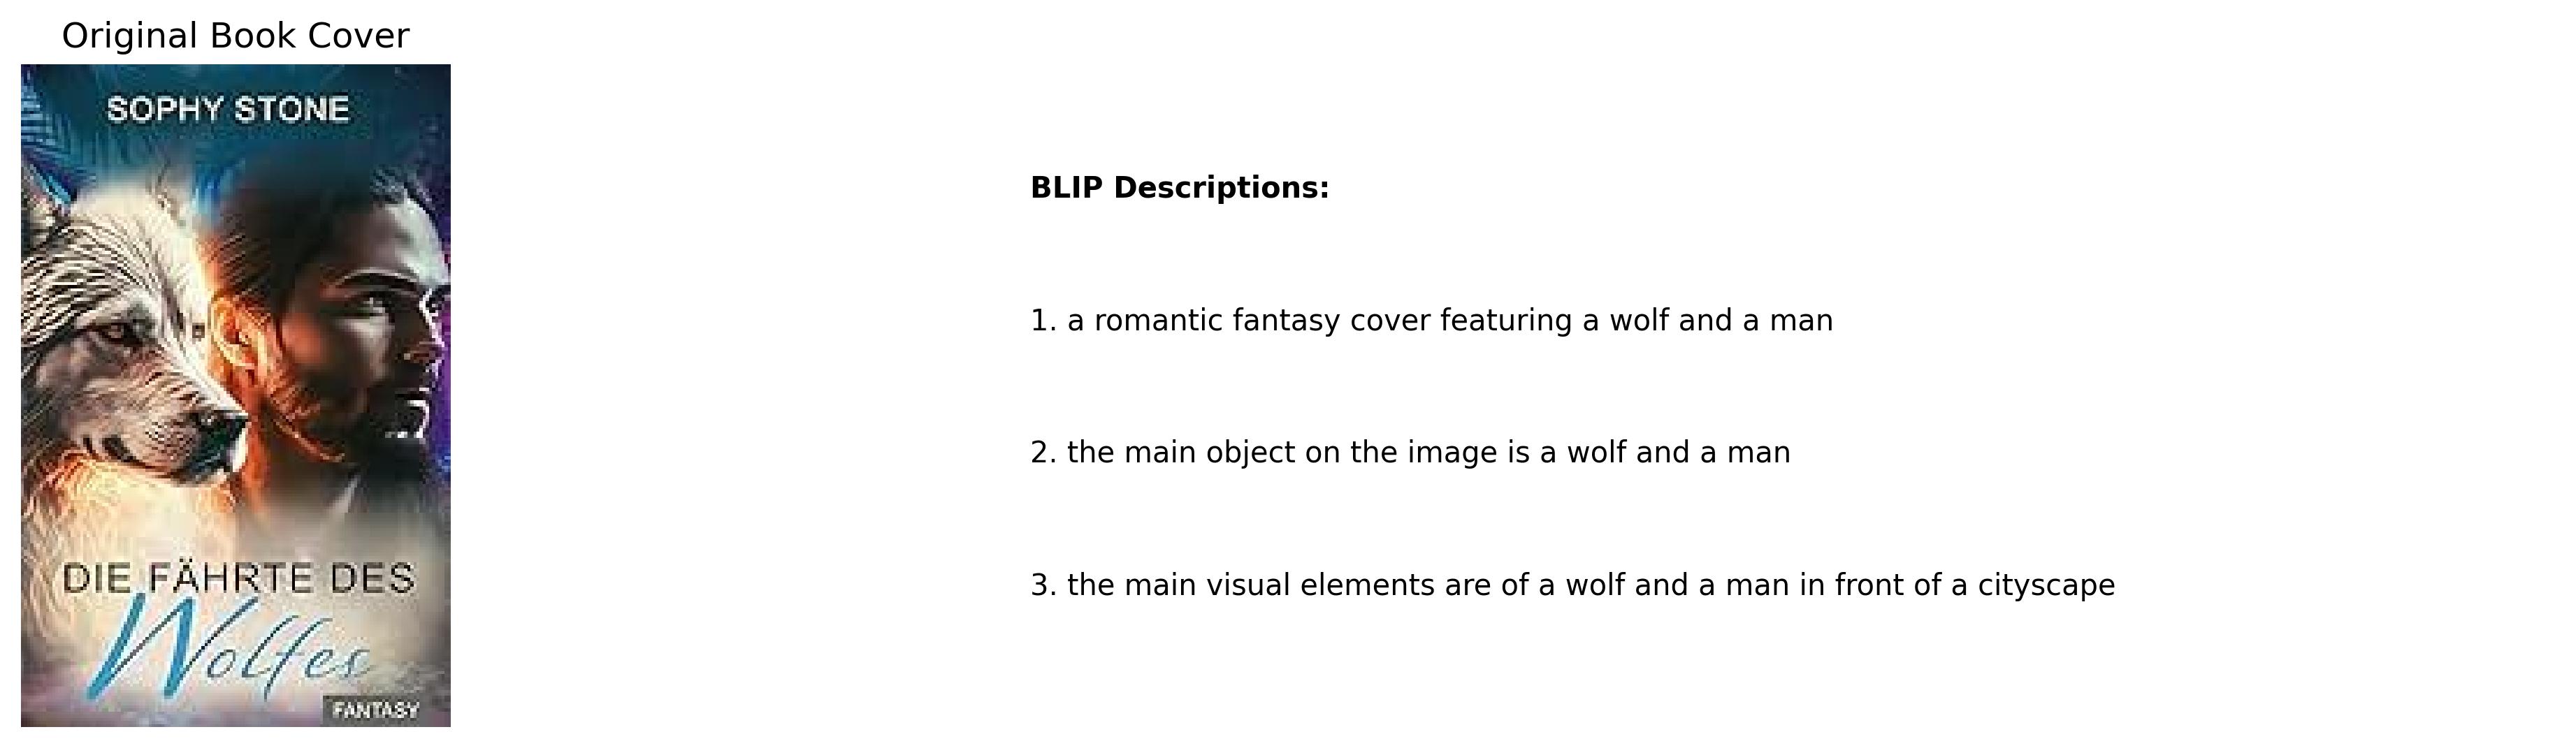 Original Book Cover
SOPHY STONE
DIE FÄHRTE DES
Wolfes
FANTASY
BLIP Descriptions:
1. a romantic fantasy cover featuring a wolf and a man
2. the main object on the image is a wolf and a man
3. the main visual elements are of a wolf and a man in front of a cityscape